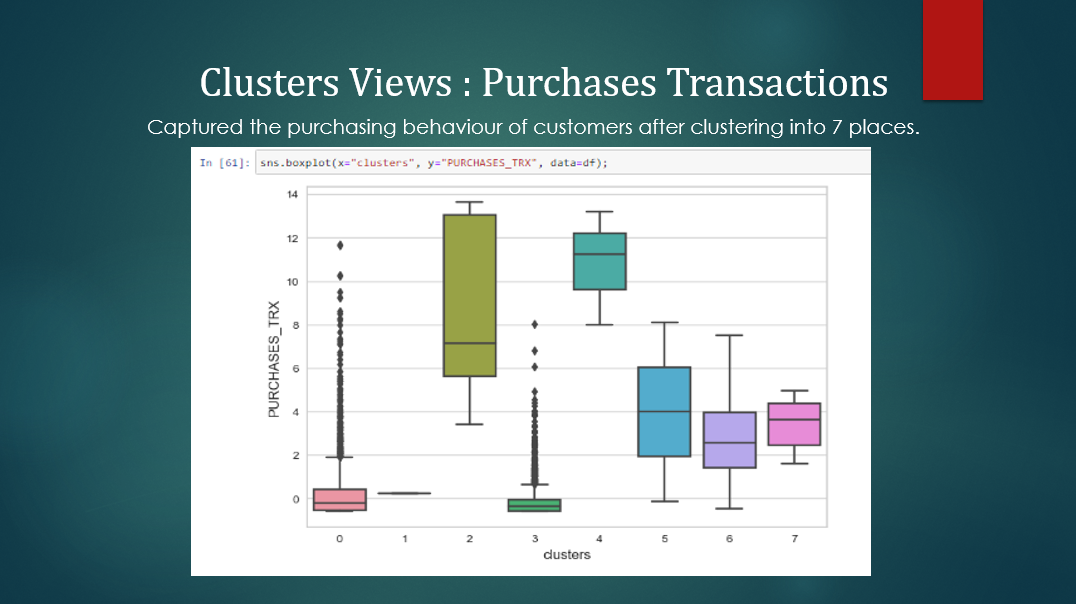 Clusters Views : Purchases Transactions
Captured the purchasing behaviour of customers after clustering into 7 places.
In [61]: sns.boxplot(x="clusters", y="PURCHASES_TRX", data=df);
14
12
10
8
6
4
2
0
PURCHASES_TRX
0 1 2 3 4 5 6 7
clusters